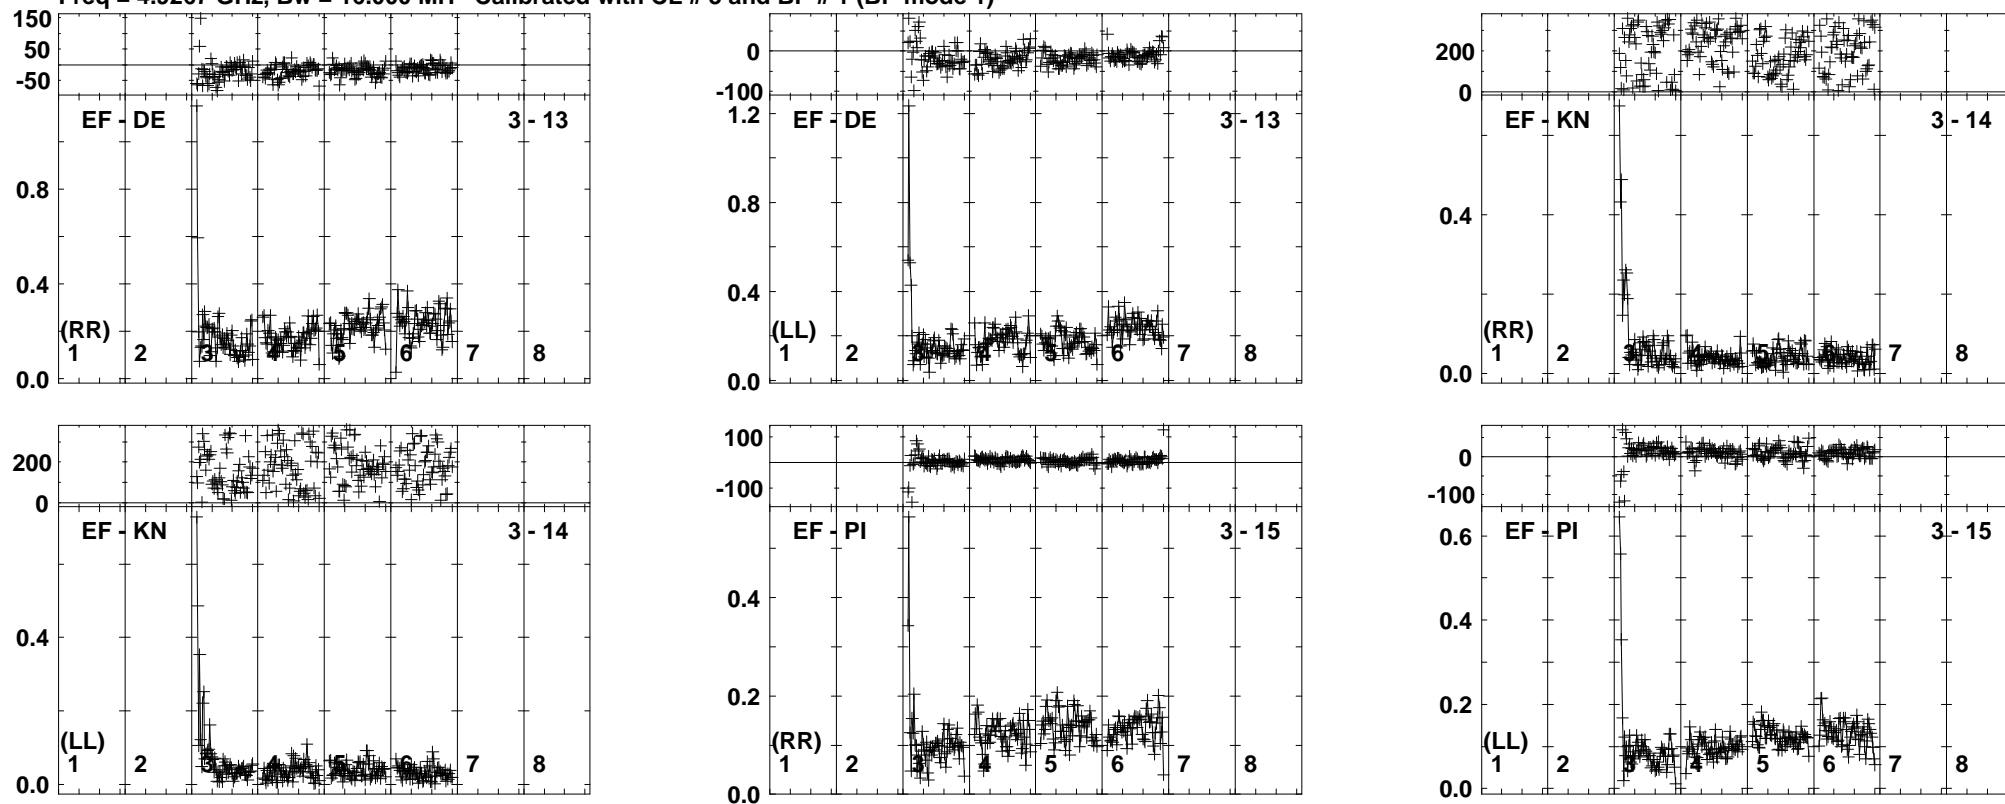 Freq = 4.9267 GHz, Bw = 16.000 MH Calibrated with CL # 8 and BP # 1 (BP mode 1)
150
50
-50
EF - DE 3 - 13
0.8
0.4
0.0
(RR)
1 2 3 4 5 6 7 8
0
-100
1.2
EF - DE 3 - 13
0.8
0.4
0.0
(LL)
1 2 3 4 5 6 7 8
200
0
EF - KN 3 - 14
0.4
0.0
(RR)
1 2 3 4 5 6 7 8
200
0
EF - KN 3 - 14
0.4
0.0
(LL)
1 2 3 4 5 6 7 8
100
-100
EF - PI 3 - 15
0.4
0.2
0.0
(RR)
1 2 3 4 5 6 7 8
0
-100
0.6
EF - PI 3 - 15
0.4
0.2
0.0
(LL)
1 2 3 4 5 6 7 8